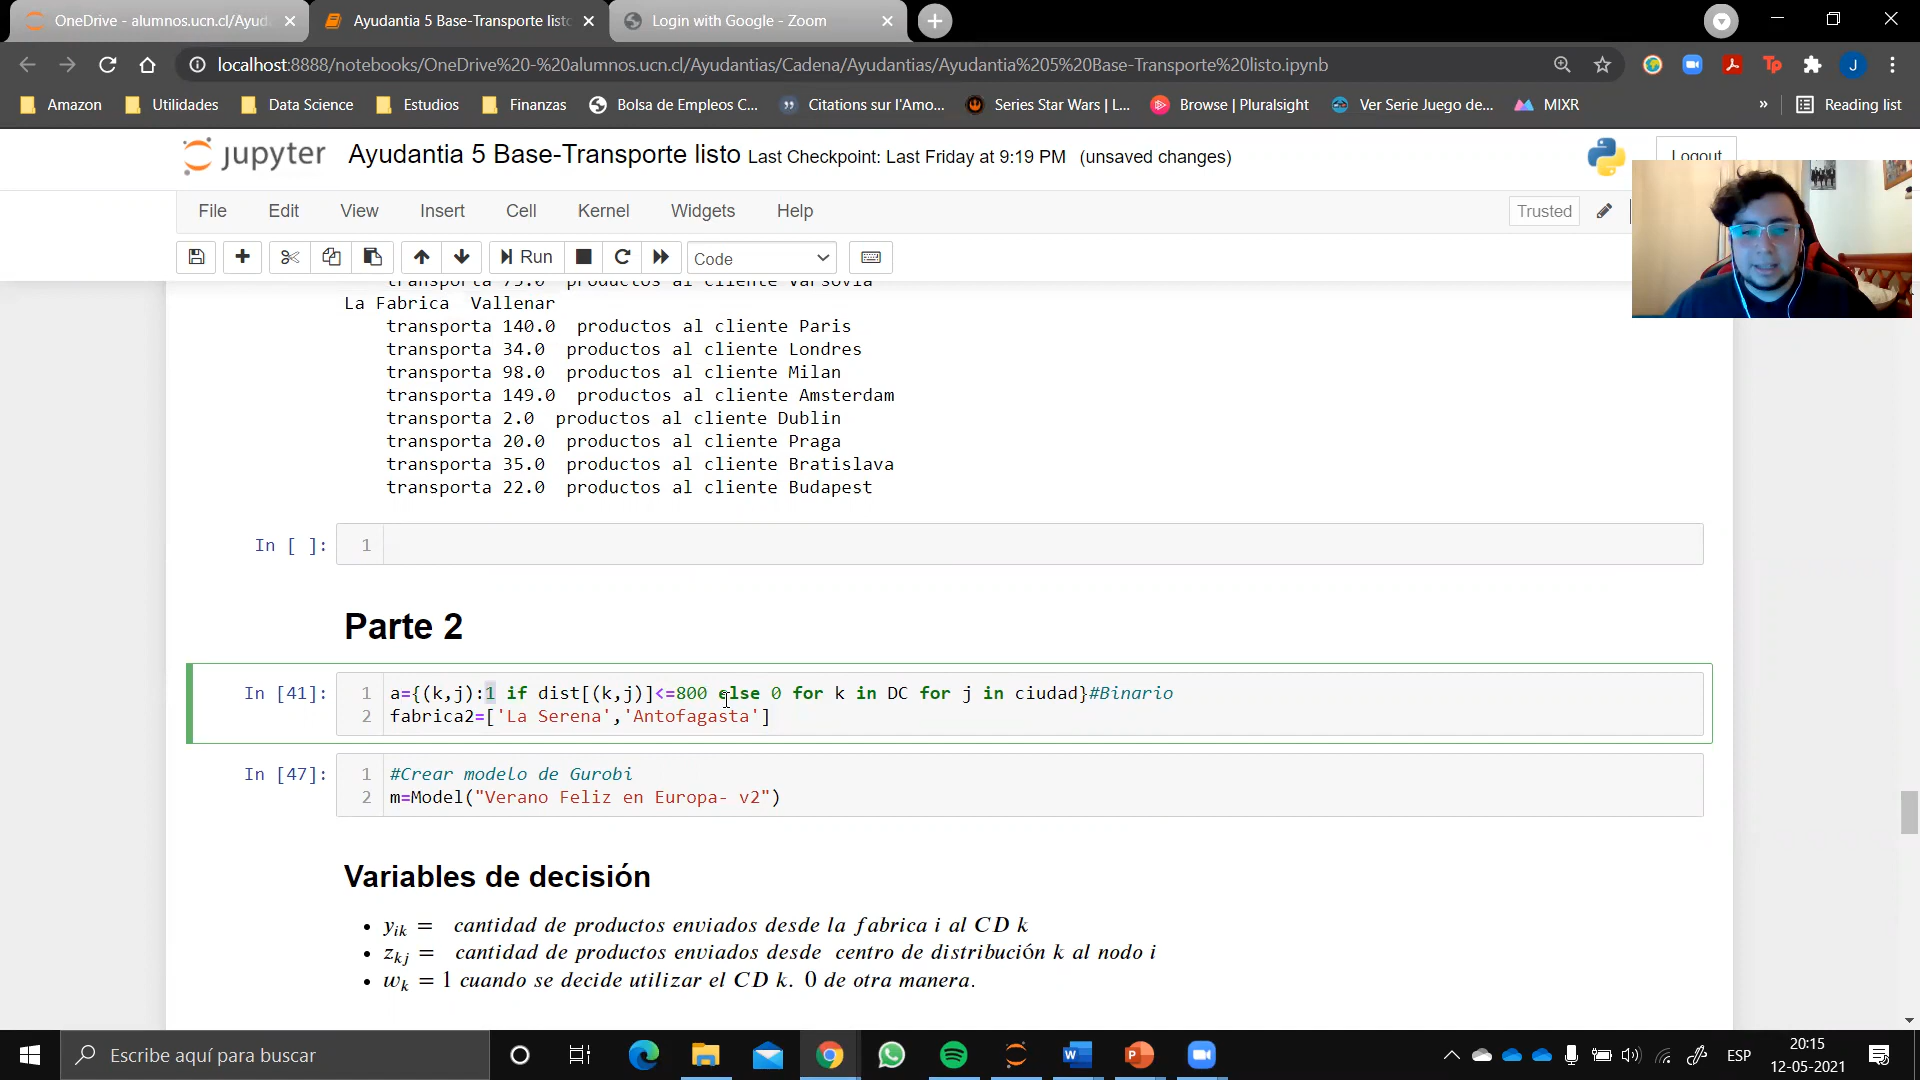 OneDrive - alumnos.ucn.cl/Ayud
Ayudantia 5 Base-Transporte listo
Login with Google - Zoom
localhost:8888/notebooks/OneDrive%20-%20alumnos.ucn.cl/Ayudantias/Cadena/Ayudantias/Ayudantia%205%20Base-Transporte%20listo.ipynb
Amazon Utilidades Data Science Estudios Finanzas Bolsa de Empleos C... Citations sur l'Amo... Series Star Wars | L... Browse | Pluralsight Ver Serie Juego de... MIXR » Reading list
jupyter Ayudantia 5 Base-Transporte listo Last Checkpoint: Last Friday at 9:19 PM (unsaved changes)
Logout
File Edit View Insert Cell Kernel Widgets Help Trusted
Run Code
transporta 75.0 productos al cliente Varsovia
La Fabrica Vallenar
transporta 140.0 productos al cliente Paris
transporta 34.0 productos al cliente Londres
transporta 98.0 productos al cliente Milan
transporta 149.0 productos al cliente Amsterdam
transporta 2.0 productos al cliente Dublin
transporta 20.0 productos al cliente Praga
transporta 35.0 productos al cliente Bratislava
transporta 22.0 productos al cliente Budapest
In [ ]: 1
Parte 2
In [41]: 1 a={(k,j):1 if dist[(k,j)]<=800 else 0 for k in DC for j in ciudad}#Binario
2 fabrica2=['La Serena','Antofagasta']
In [47]: 1 #Crear modelo de Gurobi
2 m=Model("Verano Feliz en Europa- v2")
Variables de decisión
• yik = cantidad de productos enviados desde la fabrica i al CD k
• zkj = cantidad de productos enviados desde centro de distribución k al nodo i
• wk = 1 cuando se decide utilizar el CD k. 0 de otra manera.
Escribe aquí para buscar
ESP
20:15
12-05-2021